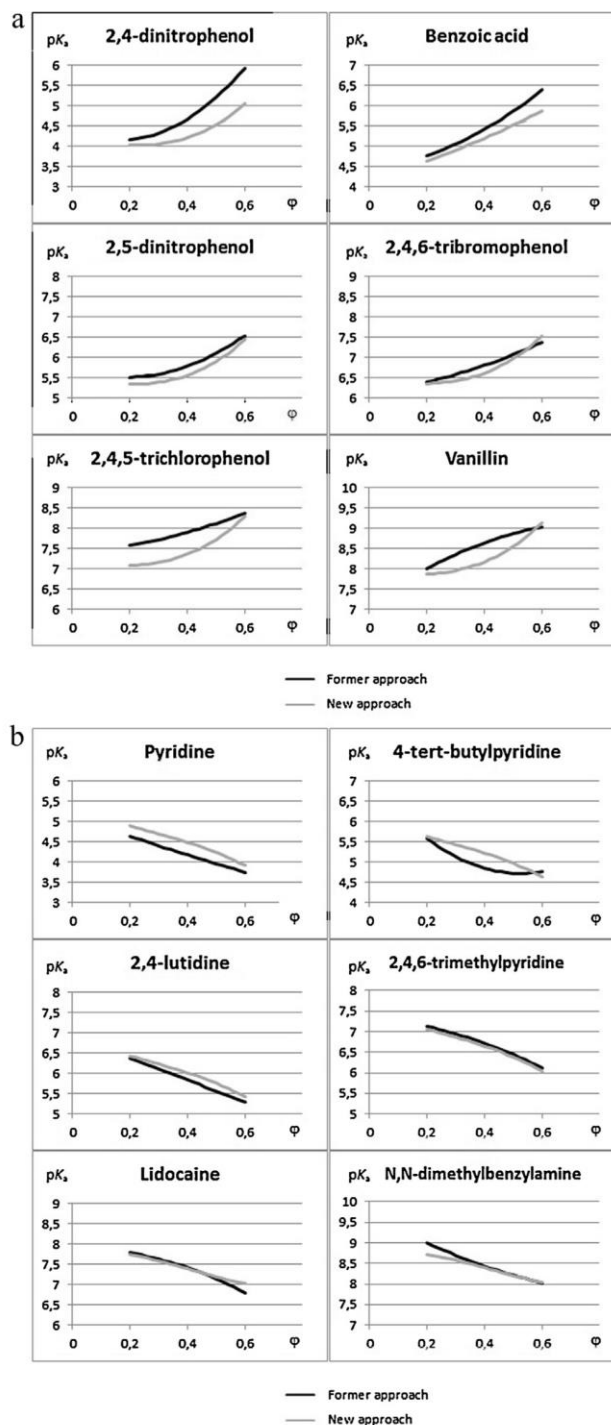 a
2,4-dinitrophenol
pKa
6
5,5
5
4,5
4
3,5
3
0 0,2 0,4 0,6 φ
Benzoic acid
pKa
7
6,5
6
5,5
5
4,5
4
0 0,2 0,4 0,6 φ
2,5-dinitrophenol
pKa
8
7,5
7
6,5
6
5,5
5
0 0,2 0,4 0,6 φ
2,4,6-tribromophenol
pKa
9
8,5
8
7,5
7
6,5
6
0 0,2 0,4 0,6 φ
2,4,5-trichlorophenol
pKa
9
8,5
8
7,5
7
6,5
6
0 0,2 0,4 0,6 φ
Vanillin
pKa
10
9,5
9
8,5
8
7,5
7
0 0,2 0,4 0,6 φ
Former approach
New approach
b
Pyridine
pKa
6
5,5
5
4,5
4
3,5
3
0 0,2 0,4 0,6 φ
4-tert-butylpyridine
pKa
7
6,5
6
5,5
5
4,5
4
0 0,2 0,4 0,6 φ
2,4-lutidine
pKa
8
7,5
7
6,5
6
5,5
5
0 0,2 0,4 0,6 φ
2,4,6-trimethylpyridine
pKa
8
7,5
7
6,5
6
5,5
5
0 0,2 0,4 0,6 φ
Lidocaine
pKa
9
8,5
8
7,5
7
6,5
6
0 0,2 0,4 0,6 φ
N,N-dimethylbenzylamine
pKa
10
9,5
9
8,5
8
7,5
7
0 0,2 0,4 0,6 φ
Former approach
New approach